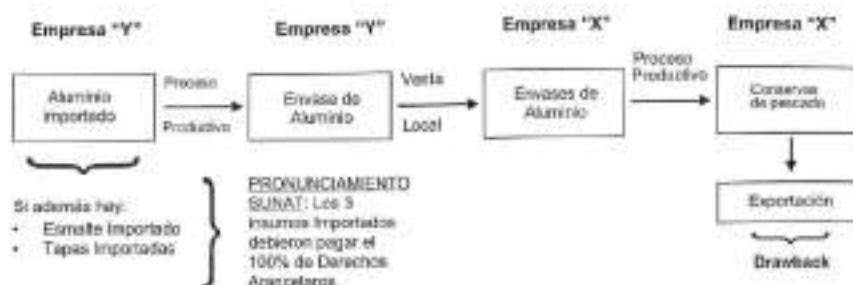 Empresa "Y"
Empresa "Y"
Empresa "X"
Empresa "X"
Aluminio
importado
Proceso
Productivo
Envase de
Aluminio
Venta
Local
Envases de
Aluminio
Proceso
Productivo
Conservas
de pescado
Exportación
Drawback
Si además hay:
• Esmalte Importado
• Tapas Importadas
PRONUNCIAMIENTO
SUNAT: Los 3
insumos Importados
debieron pagar el
100% de Derechos
Arancelarios